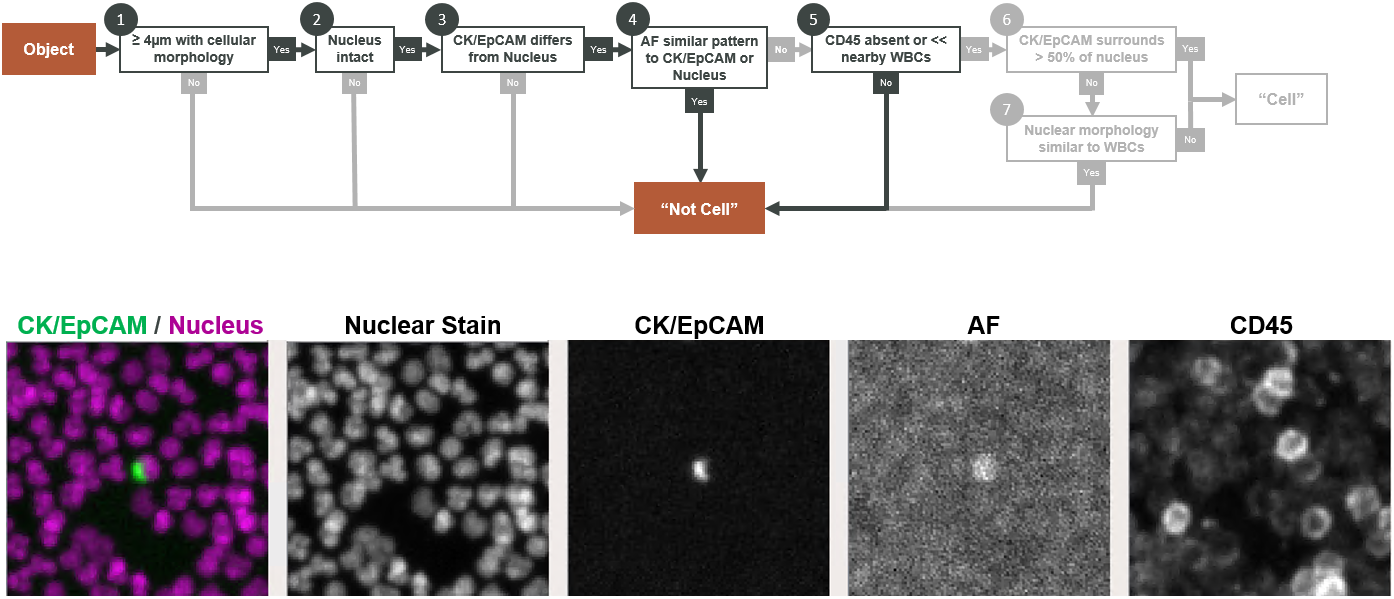 1
2
3
4
5
6
Object
≥ 4µm with cellular
morphology
Yes
Nucleus
intact
Yes
CK/EpCAM differs
from Nucleus
Yes
AF similar pattern
to CK/EpCAM or
Nucleus
No
CD45 absent or <<
nearby WBCs
Yes
CK/EpCAM surrounds
> 50% of nucleus
Yes
No
No
No
Yes
No
No
"Cell"
7
Nuclear morphology
similar to WBCs
No
Yes
"Not Cell"
CK/EpCAM / Nucleus
Nuclear Stain
CK/EpCAM
AF
CD45